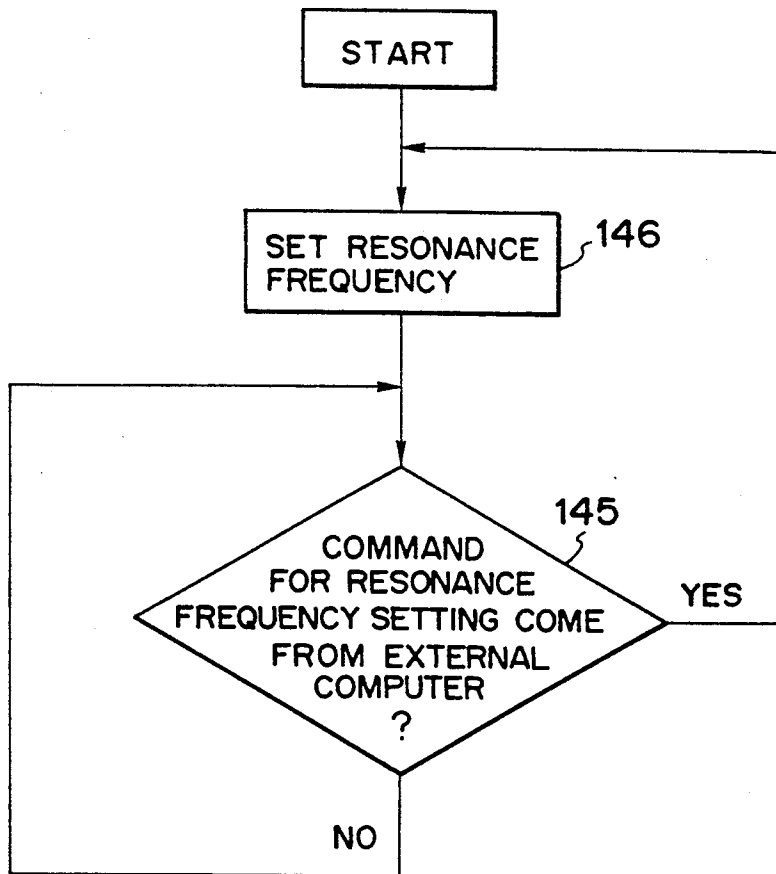 START
SET RESONANCE
FREQUENCY
146
145
COMMAND
FOR RESONANCE
FREQUENCY SETTING COME
FROM EXTERNAL
COMPUTER
?
YES
NO